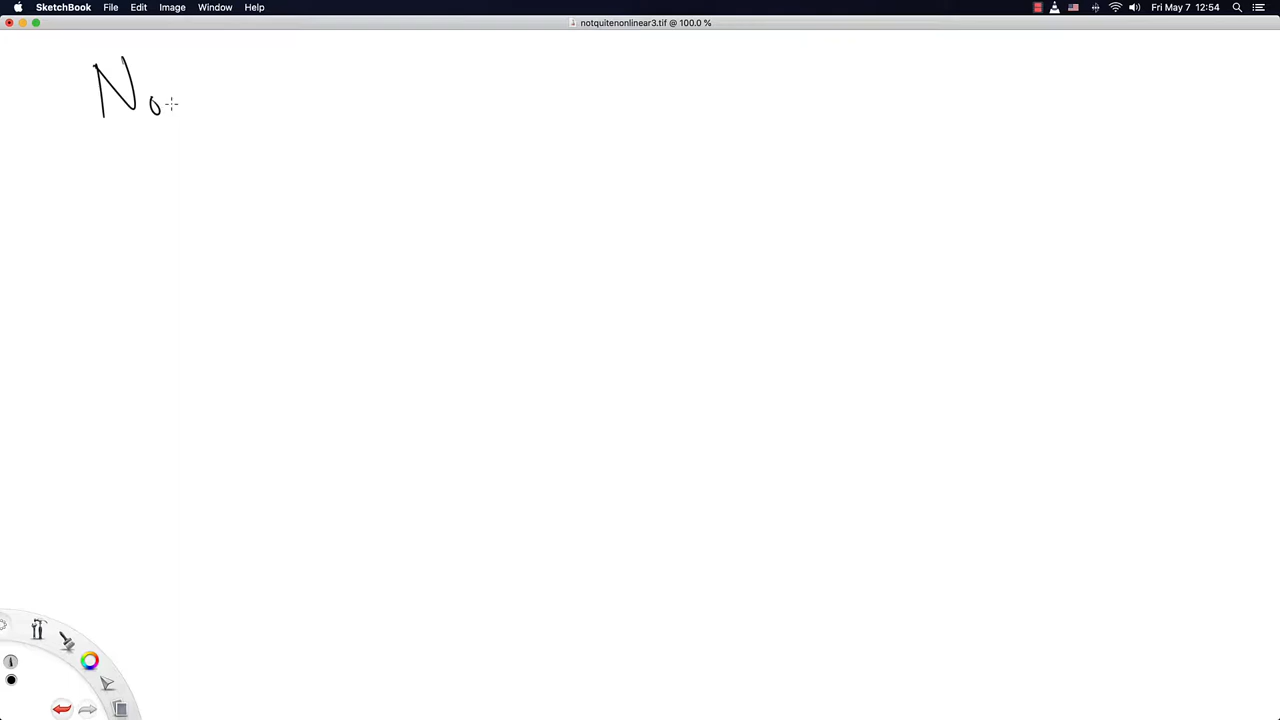 SketchBook File Edit Image Window Help Fri May 7 12:54
notquitenonlinear3.tif @ 100.0 %
No